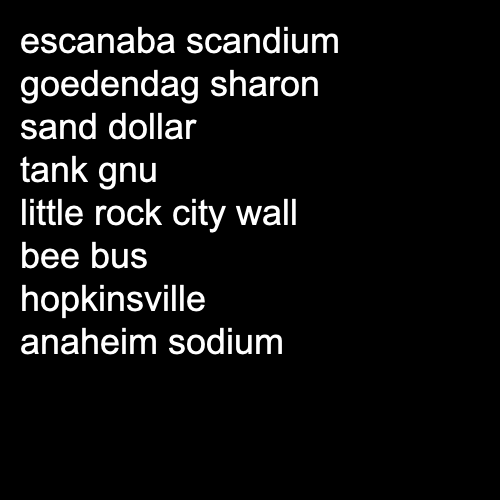 escanaba scandium
goedendag sharon
sand dollar
tank gnu
little rock city wall
bee bus
hopkinsville
anaheim sodium